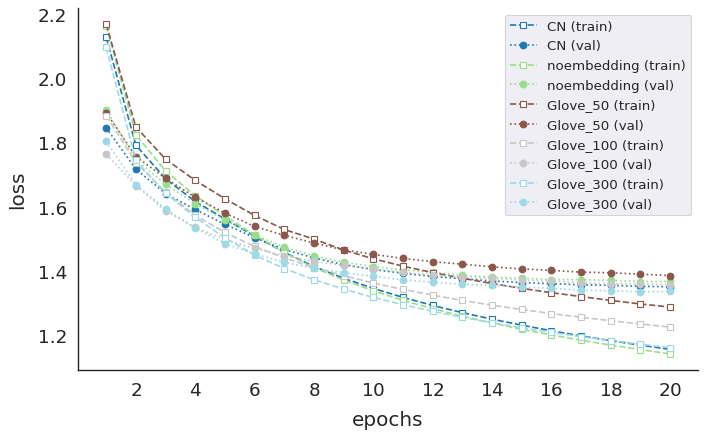 2.2
2.0
1.8
1.6
1.4
1.2
loss
2 4 6 8 10 12 14 16 18 20
epochs
CN (train)
CN (val)
noembedding (train)
noembedding (val)
Glove_50 (train)
Glove_50 (val)
Glove_100 (train)
Glove_100 (val)
Glove_300 (train)
Glove_300 (val)